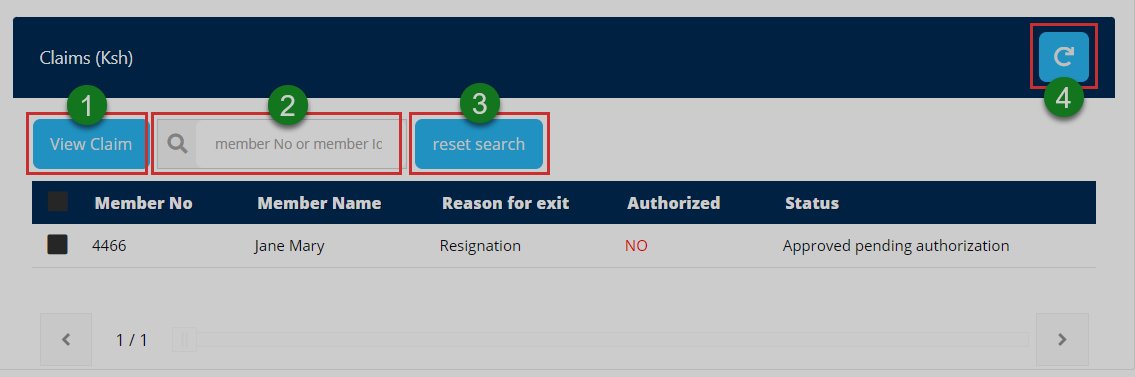 Claims (Ksh)
4
1 2 3
View Claim member No or member Ic reset search
Member No Member Name Reason for exit Authorized Status
4466 Jane Mary Resignation NO Approved pending authorization
1 / 1